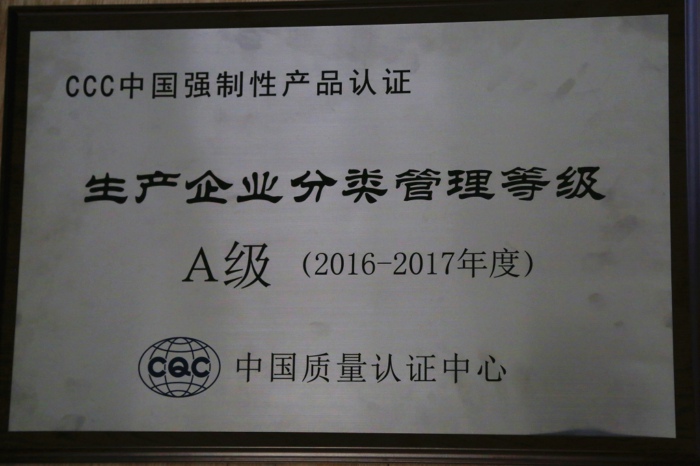 CCC中国强制性产品认证
生产企业分类管理等级
A级（2016-2017年度）
CQC 中国质量认证中心